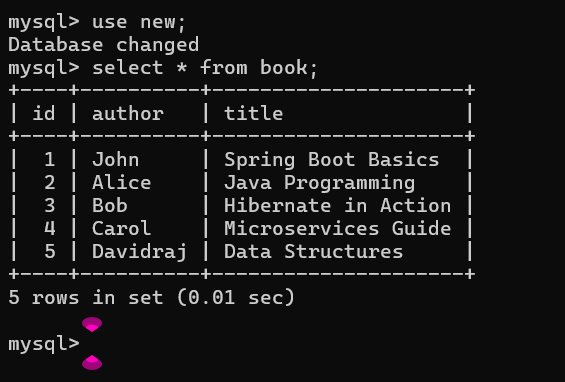 mysql> use new;
Database changed
mysql> select * from book;
+----+----------+----------------------+
| id | author   | title                |
+----+----------+----------------------+
|  1 | John     | Spring Boot Basics   |
|  2 | Alice    | Java Programming     |
|  3 | Bob      | Hibernate in Action  |
|  4 | Carol    | Microservices Guide  |
|  5 | Davidraj | Data Structures      |
+----+----------+----------------------+
5 rows in set (0.01 sec)
mysql>